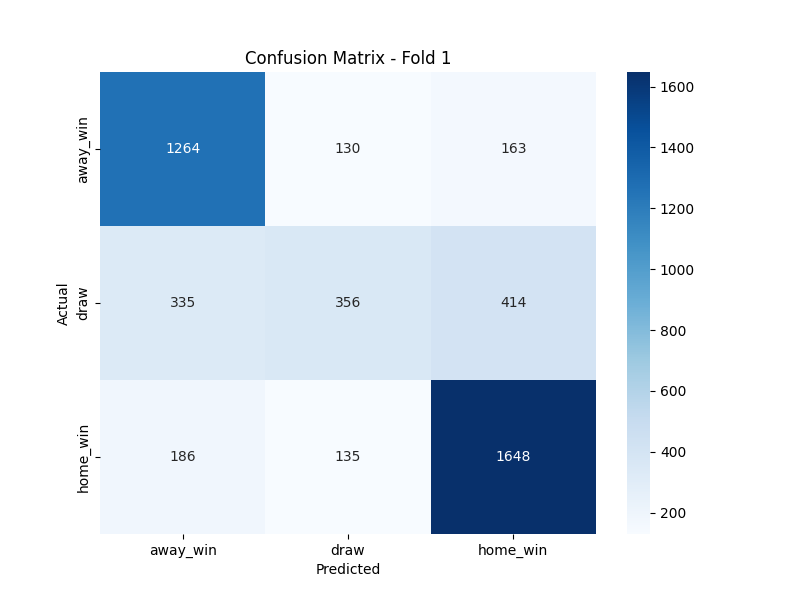 Confusion Matrix - Fold 1
away_win
1264
130
163
Actual
draw
335
356
414
home_win
186
135
1648
away_win
draw
home_win
Predicted
1600
1400
1200
1000
800
600
400
200